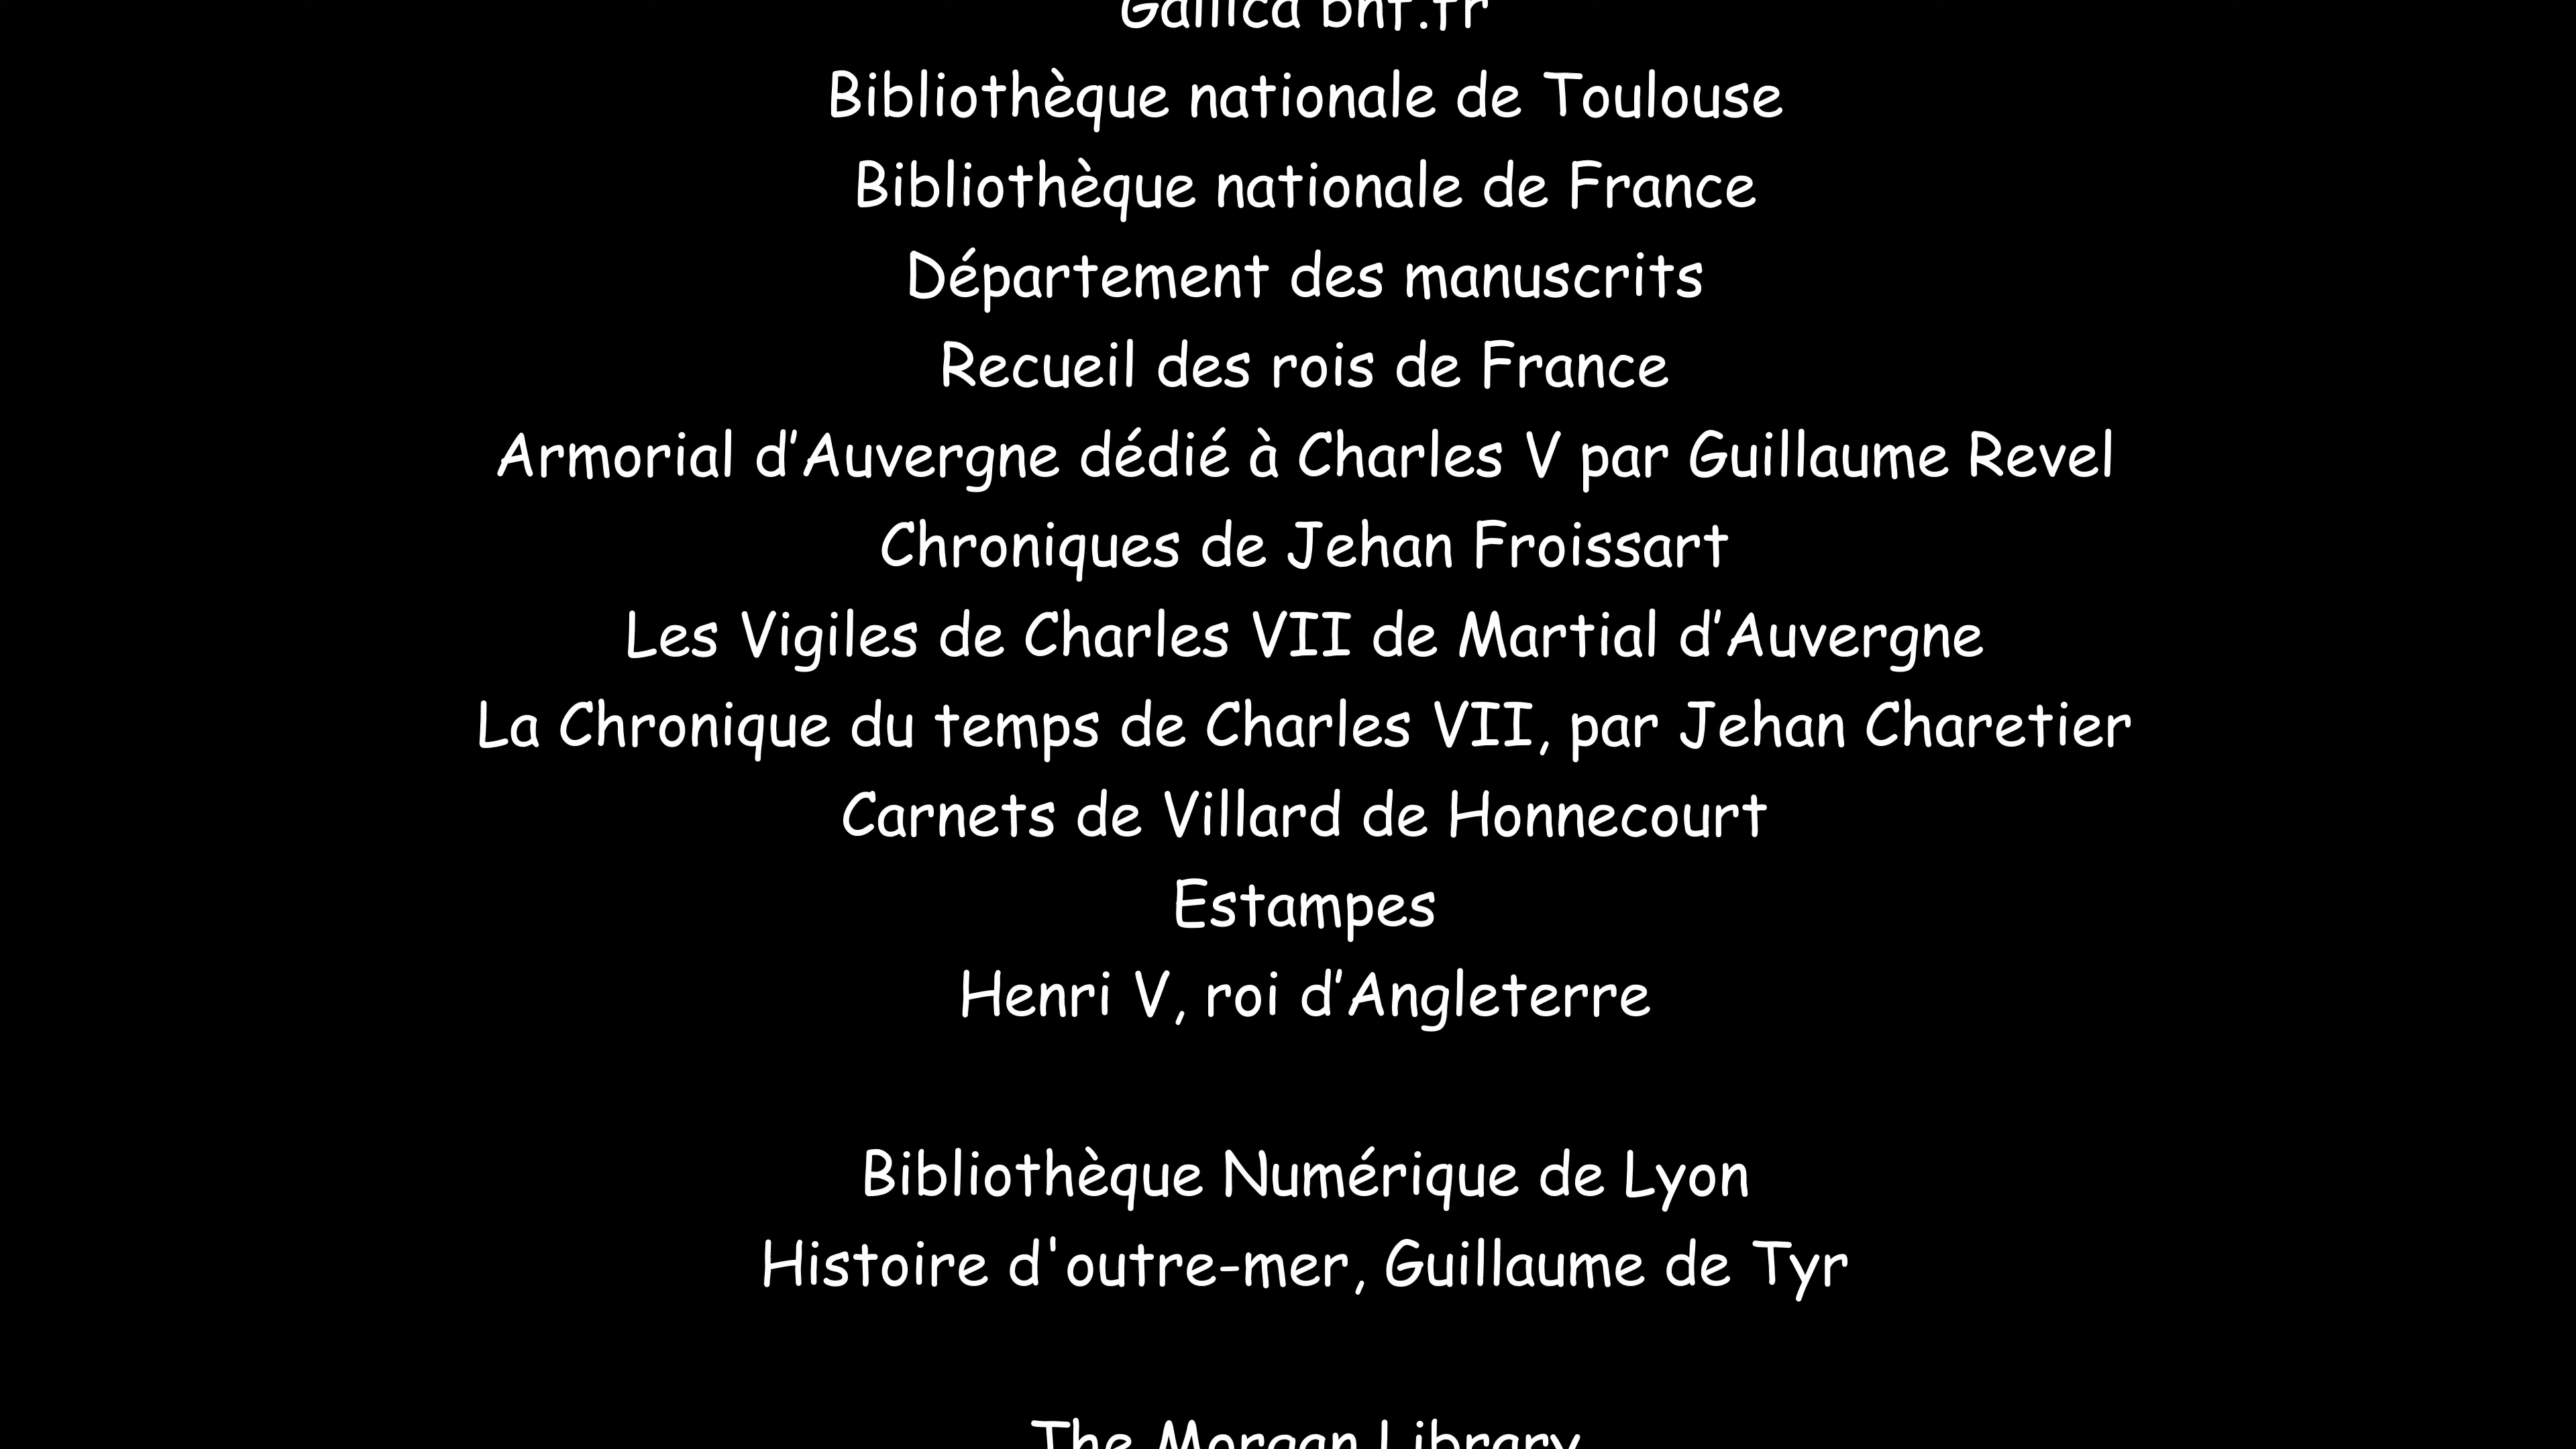 Gallica bnf.fr
Bibliothèque nationale de Toulouse
Bibliothèque nationale de France
Département des manuscrits
Recueil des rois de France
Armorial d’Auvergne dédié à Charles V par Guillaume Revel
Chroniques de Jehan Froissart
Les Vigiles de Charles VII de Martial d’Auvergne
La Chronique du temps de Charles VII, par Jehan Charetier
Carnets de Villard de Honnecourt
Estampes
Henri V, roi d’Angleterre
Bibliothèque Numérique de Lyon
Histoire d'outre-mer, Guillaume de Tyr
The Morgan Library